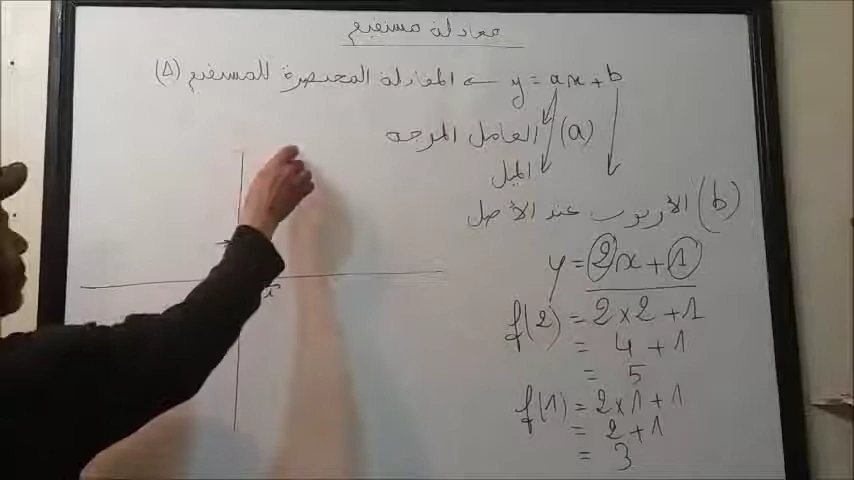 معادلة مستقيم
y = ax + b ← المعادلة المختصرة للمستقيم (Δ)
(a) العامل الموجه
الميل
(b) الأرتوب عند الأصل
y = 2x + 1
f(2) = 2 × 2 + 1
= 4 + 1
= 5
f(1) = 2 × 1 + 1
= 2 + 1
= 3